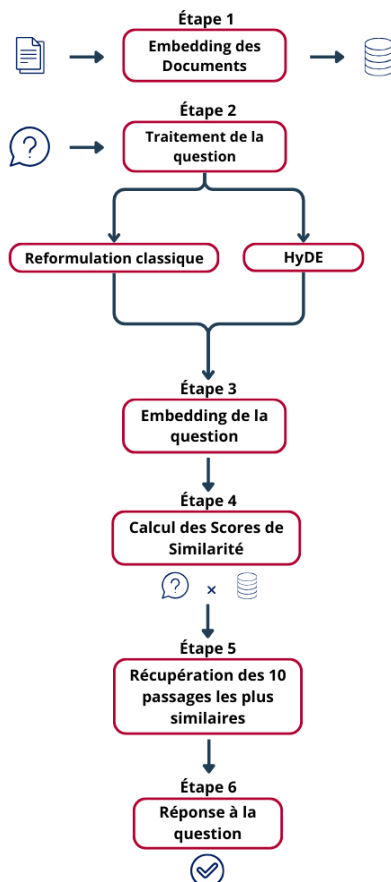 Étape 1
Embedding des
Documents
Étape 2
?
Traitement de la
question
Reformulation classique
HyDE
Étape 3
Embedding de la
question
Étape 4
Calcul des Scores de
Similarité
? ×
Étape 5
Récupération des 10
passages les plus
similaires
Étape 6
Réponse à la
question